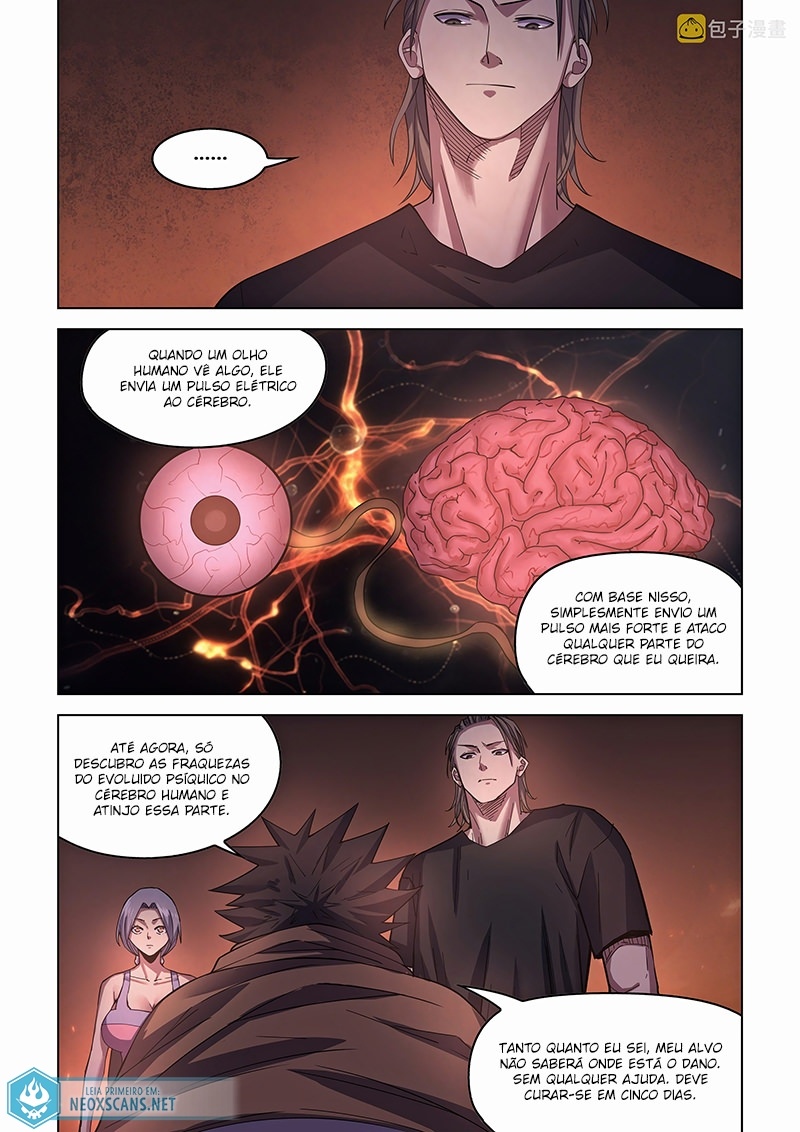 包子漫畫
......
QUANDO UM OLHO
HUMANO VÊ ALGO, ELE
ENVIA UM PULSO ELÉTRICO
AO CÉREBRO.
COM BASE NISSO,
SIMPLESMENTE ENVIO UM
PULSO MAIS FORTE E ATACO
QUALQUER PARTE DO
CÉREBRO QUE EU QUEIRA.
ATÉ AGORA, SÓ
DESCUBRO AS FRAQUEZAS
DO EVOLUIDO PSÍQUICO NO
CÉREBRO HUMANO E
ATINJO ESSA PARTE.
TANTO QUANTO EU SEI, MEU ALVO
NÃO SABERÁ ONDE ESTÁ O DANO.
SEM QUALQUER AJUDA. DEVE
CURAR-SE EM CINCO DIAS.
LEIA PRIMEIRO EM:
NEOXSCANS.NET